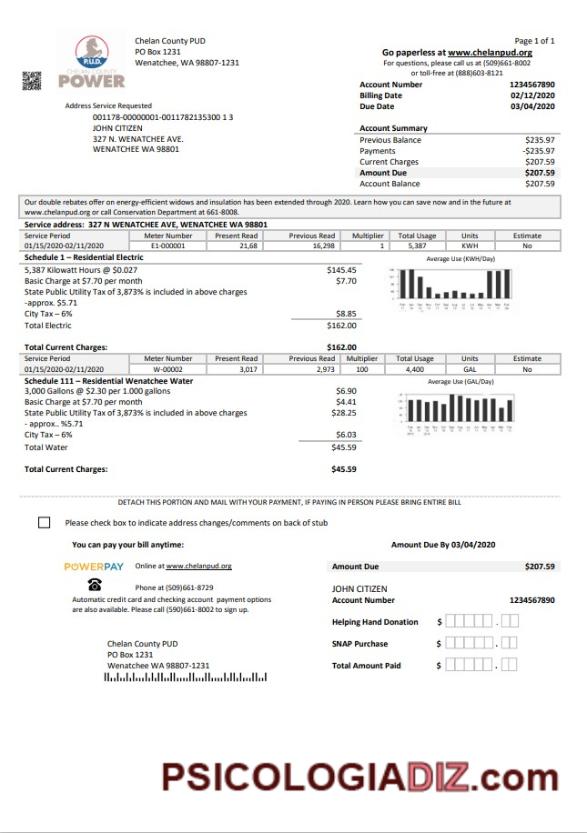 P.U.D.
CHELAN COUNTY
POWER
Chelan County PUD
PO Box 1231
Wenatchee, WA 98807-1231
Page 1 of 1
Go paperless at www.chelanpud.org
For questions, please call us at (509)661-8002
or toll-free at (888)603-8121
Account Number 1234567890
Billing Date 02/12/2020
Due Date 03/04/2020
Address Service Requested
001178-00000001-0011782135300 1 3
JOHN CITIZEN
327 N. WENATCHEE AVE.
WENATCHEE WA 98801
Account Summary
Previous Balance $235.97
Payments -$235.97
Current Charges $207.59
Amount Due $207.59
Account Balance $207.59
Our double rebates offer on energy-efficient widows and insulation has been extended through 2020. Learn how you can save now and in the future at
www.chelanpud.org or call Conservation Department at 661-8008.
Service address: 327 N WENATCHEE AVE, WENATCHEE WA 98801
Service Period Meter Number Present Read Previous Read Multiplier Total Usage Units Estimate
01/15/2020-02/11/2020 E1-000001 21,68 16,298 1 5,387 KWH No
Schedule 1 – Residential Electric
Average Use (KWH/Day)
5,387 Kilowatt Hours @ $0.027 $145.45
Basic Charge at $7.70 per month $7.70
State Public Utility Tax of 3,873% is included in above charges
-approx. $5.71
City Tax – 6% $8.85
Total Electric $162.00
Total Current Charges: $162.00
Service Period Meter Number Present Read Previous Read Multiplier Total Usage Units Estimate
01/15/2020-02/11/2020 W-00002 3,017 2,973 100 4,400 GAL No
Schedule 111 – Residential Wenatchee Water
Average Use (GAL/Day)
3,000 Gallons @ $2.30 per 1.000 gallons $6.90
Basic Charge at $7.70 per month $4.41
State Public Utility Tax of 3,873% is included in above charges $28.25
- approx.. %5.71
City Tax – 6% $6.03
Total Water $45.59
Total Current Charges: $45.59
DETACH THIS PORTION AND MAIL WITH YOUR PAYMENT, IF PAYING IN PERSON PLEASE BRING ENTIRE BILL
Please check box to indicate address changes/comments on back of stub
You can pay your bill anytime:
Amount Due By 03/04/2020
POWERPAY Online at www.chelanpud.org
Amount Due $207.59
Phone at (509)661-8729
JOHN CITIZEN
Automatic credit card and checking account payment options
are also available. Please call (590)661-8002 to sign up.
Account Number 1234567890
Helping Hand Donation $ .
SNAP Purchase $ .
Total Amount Paid $ .
Chelan County PUD
PO Box 1231
Wenatchee WA 98807-1231
PSICOLOGIADIZ.com